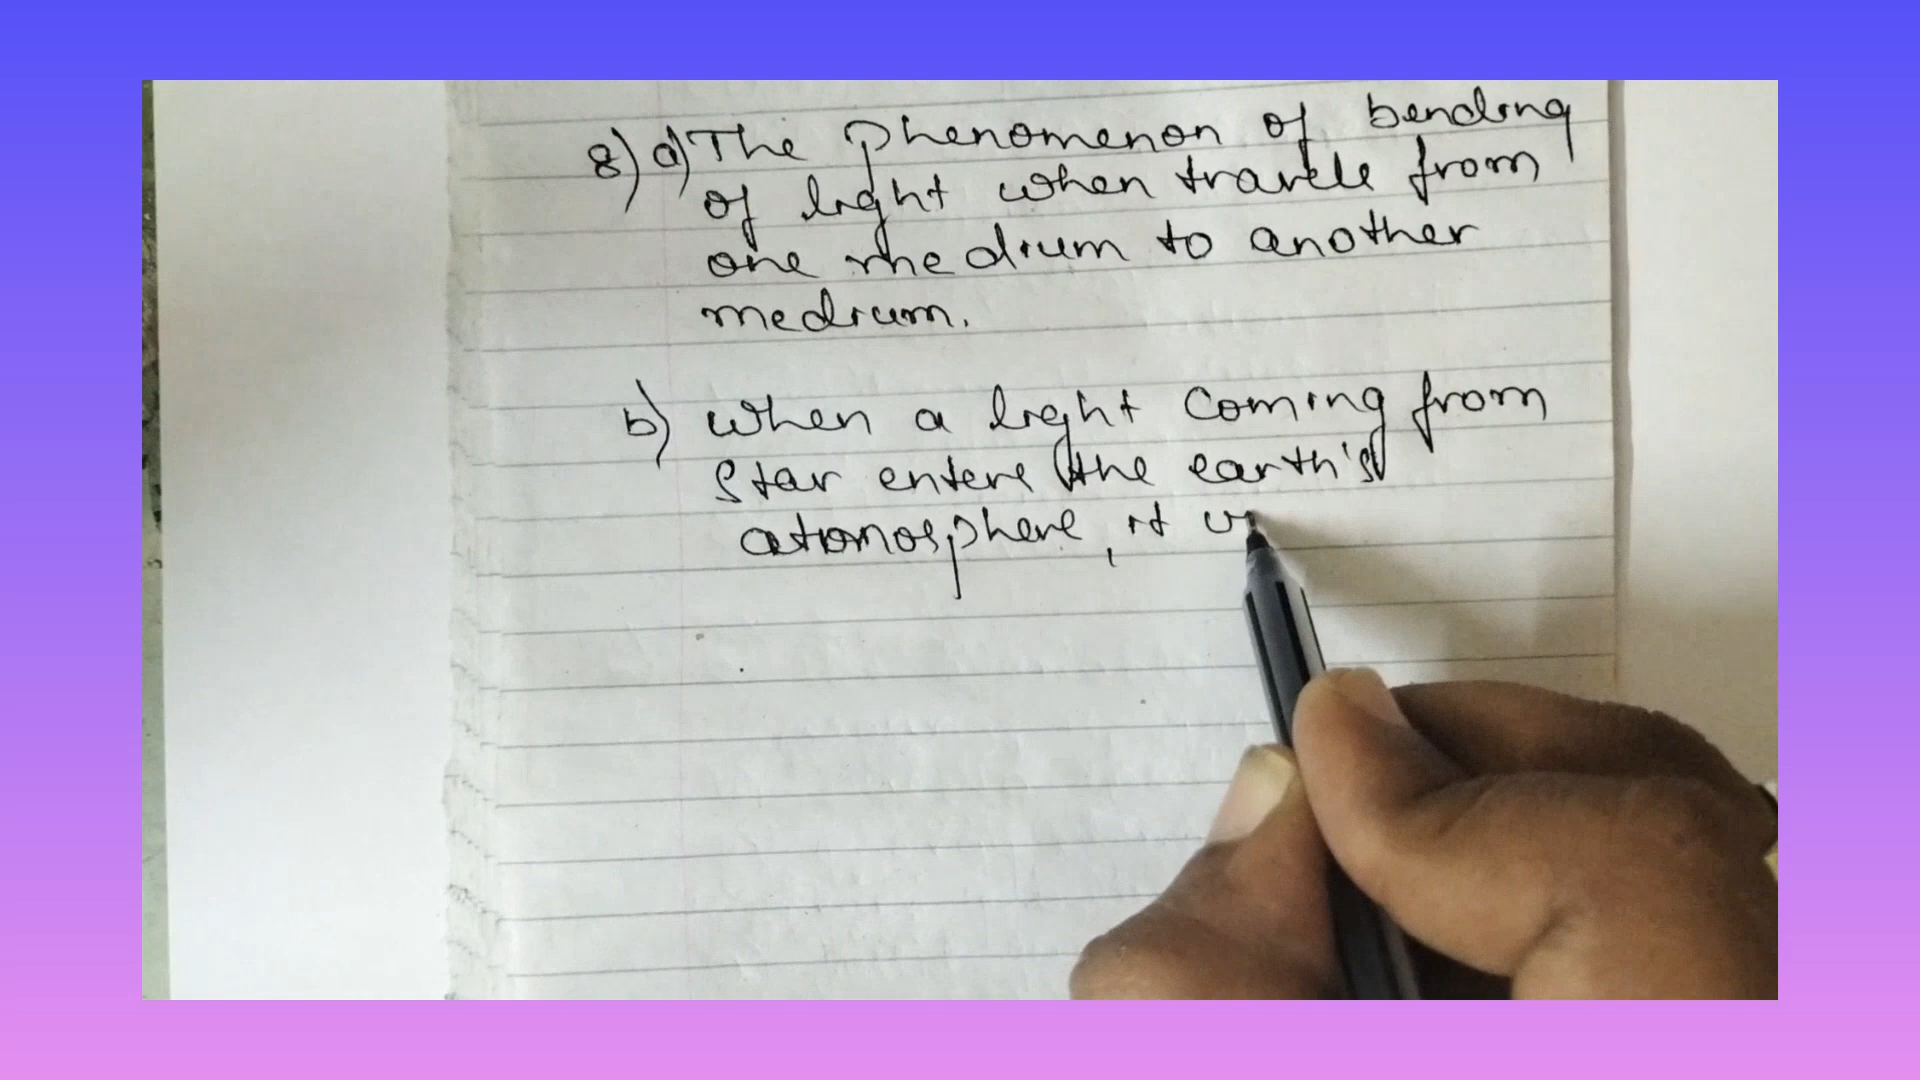 8) a) The phenomenon of bending
of light when travels from
one medium to another
medium.
b) When a light coming from
star enters the earth's
atomosphere, it